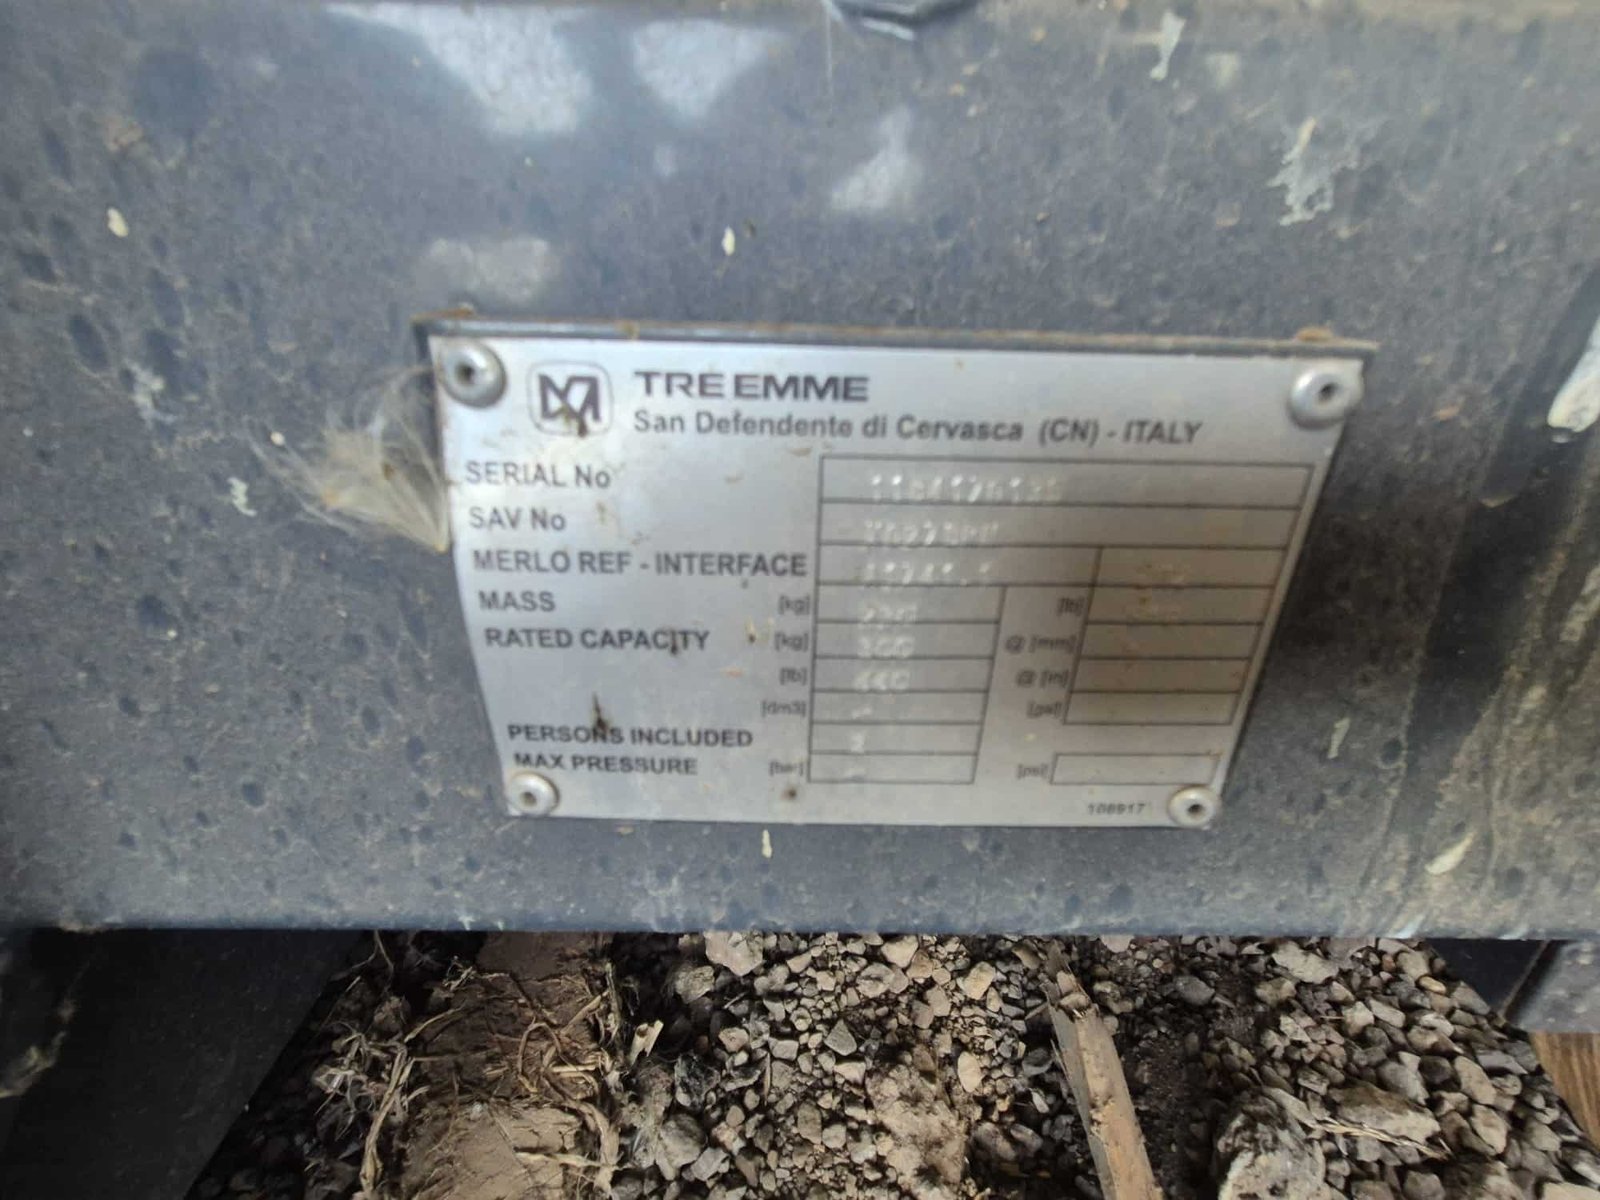 TRE EMME
San Defendente di Cervasca (CN) - ITALY
SERIAL No
SAV No
MERLO REF - INTERFACE
MASS [kg] [lb]
RATED CAPACITY [kg] 200 @ [mm]
[lb] 440 @ [in]
[dm3] - [gal]
PERSONS INCLUDED
MAX PRESSURE [bar] - [psi]
108917